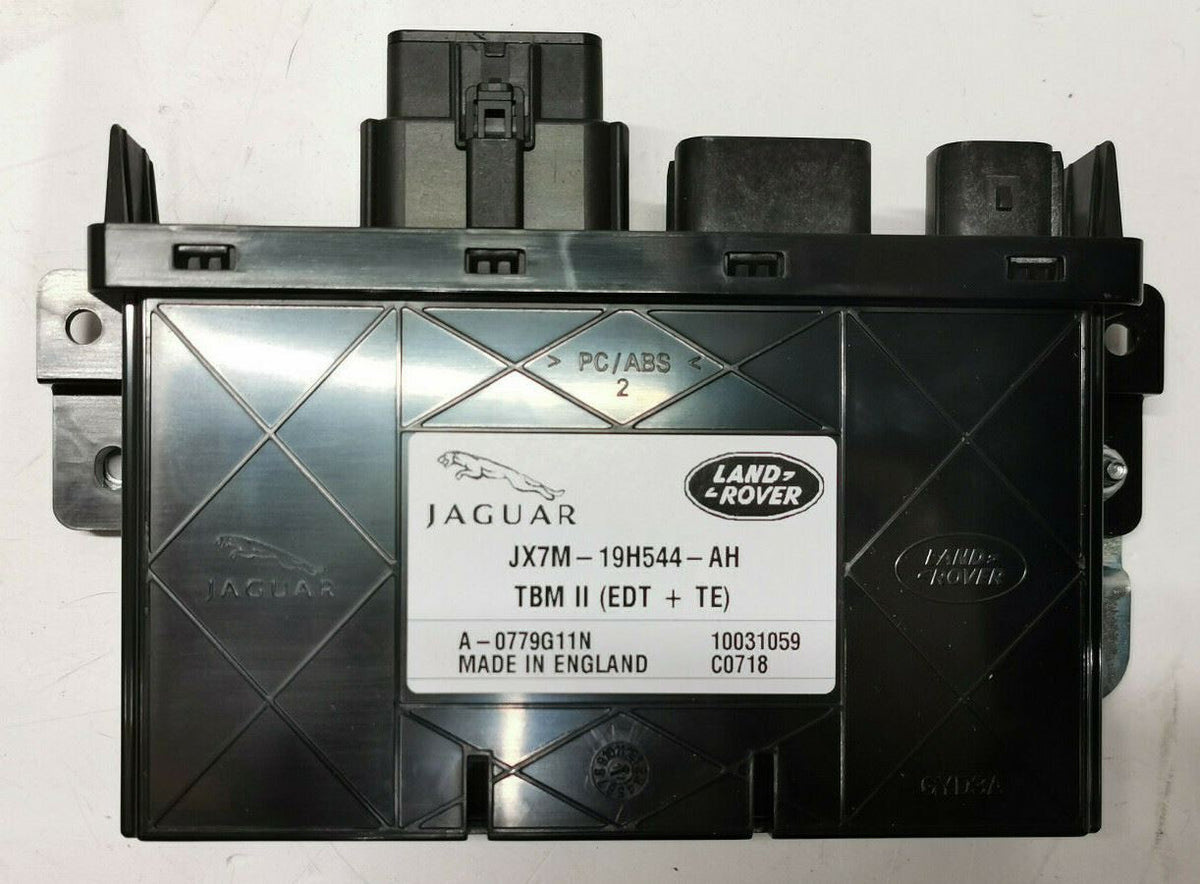 > PC/ABS <
2
JAGUAR
LAND
ROVER
JX7M-19H544-AH
TBM II (EDT + TE)
A-0779G11N 10031059
MADE IN ENGLAND C0718
JAGUAR
LAND
ROVER